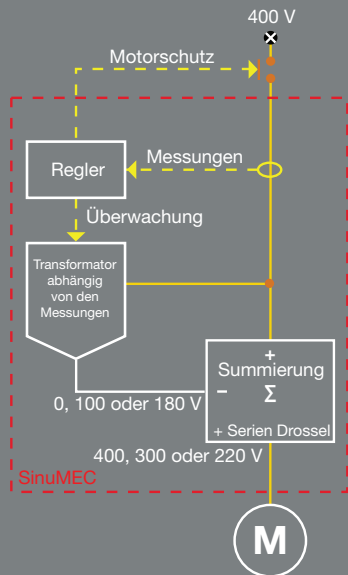 400 V
Motorschutz
Messungen
Regler
Überwachung
Transformator
abhängig
von den
Messungen
+
Summierung
– Σ
0, 100 oder 180 V
+ Serien Drossel
400, 300 oder 220 V
SinuMEC
M